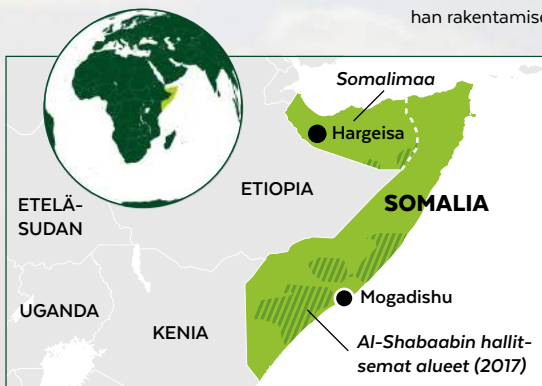 han rakentamise
Somalimaa
Hargeisa
ETIOPIA
ETELÄ-
SUDAN
SOMALIA
UGANDA
KENIA
Mogadishu
Al-Shabaabin hallit-
semat alueet (2017)